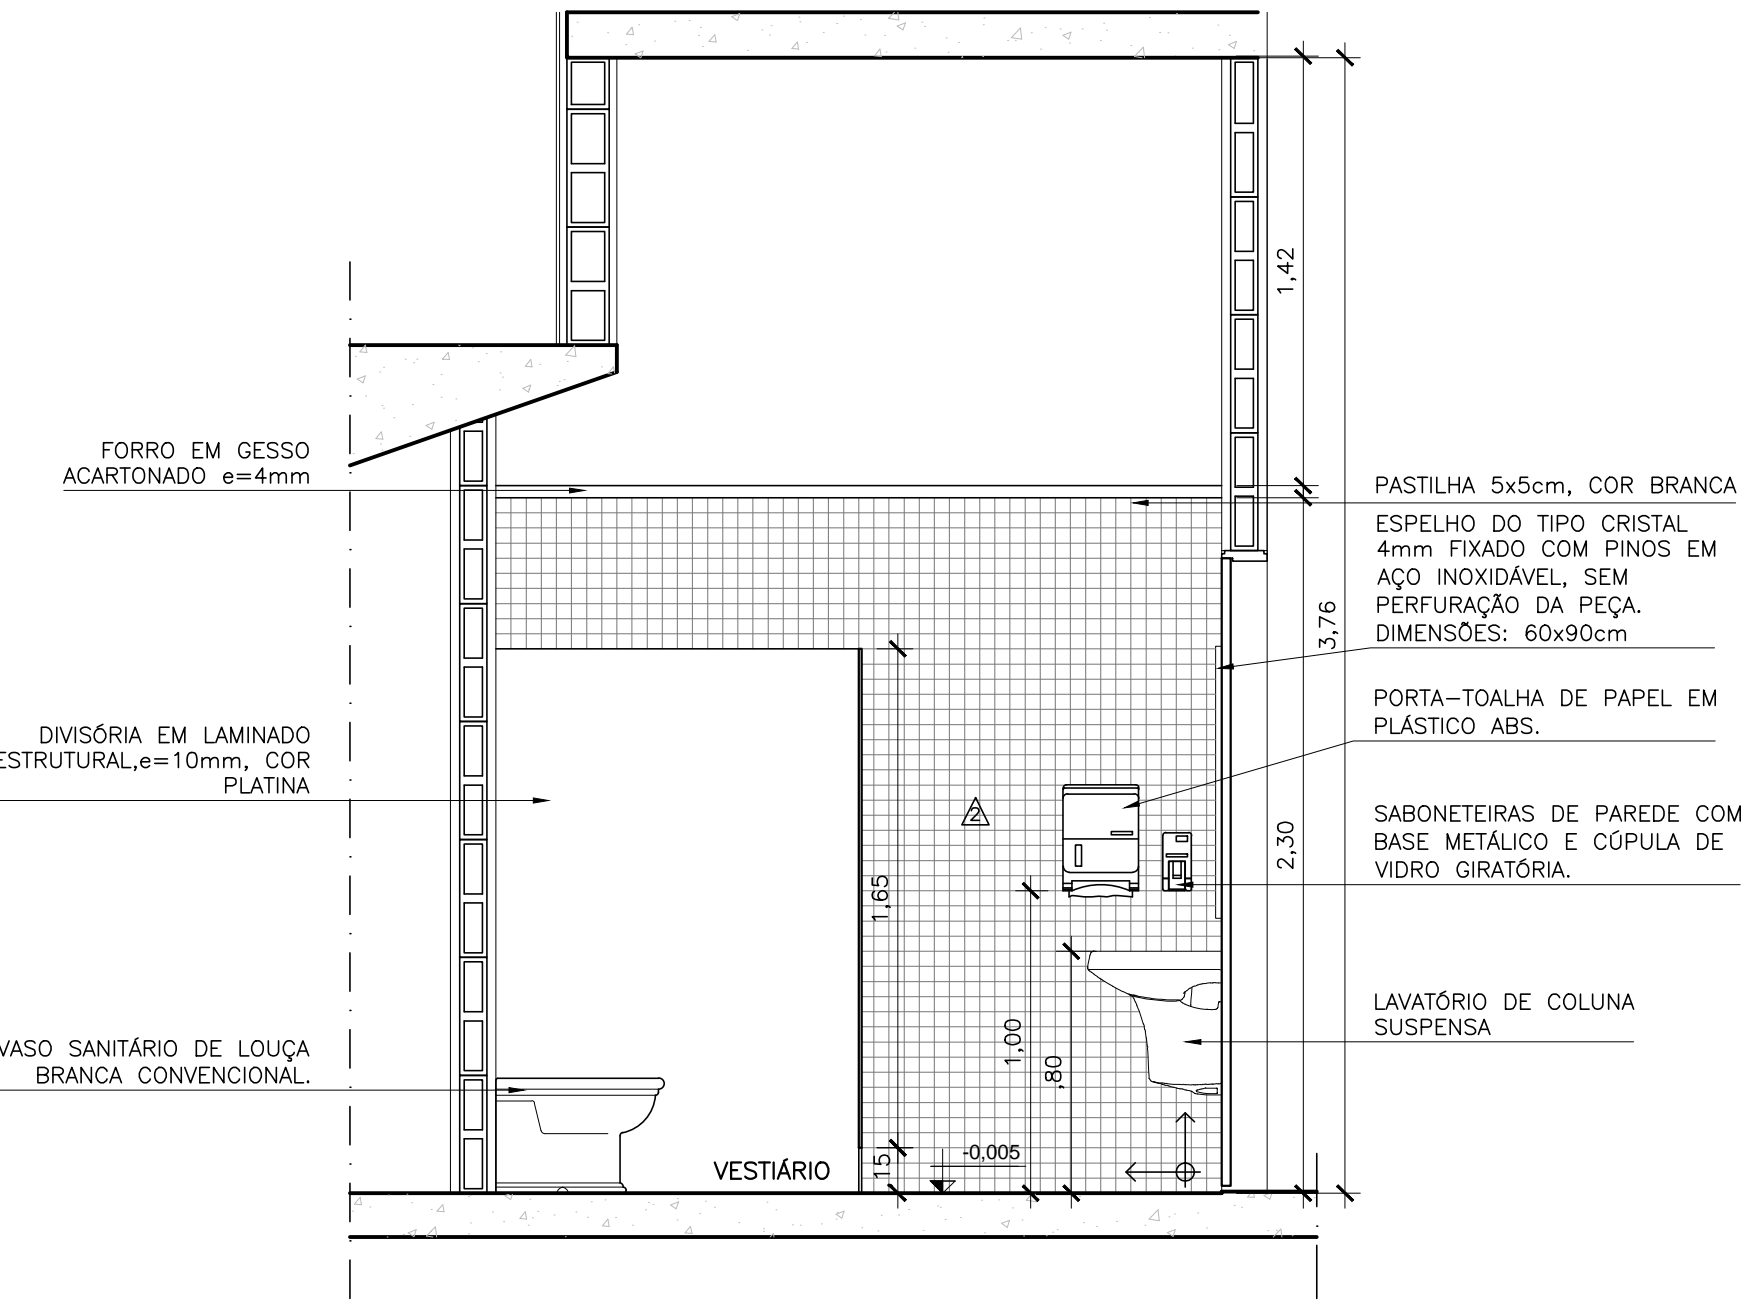 1,42
FORRO EM GESSO
ACARTONADO e=4mm
PASTILHA 5x5cm, COR BRANCA
ESPELHO DO TIPO CRISTAL
4mm FIXADO COM PINOS EM
AÇO INOXIDÁVEL, SEM
PERFURAÇÃO DA PEÇA.
DIMENSÕES: 60x90cm
3,76
PORTA-TOALHA DE PAPEL EM
PLÁSTICO ABS.
DIVISÓRIA EM LAMINADO
ESTRUTURAL,e=10mm, COR
PLATINA
2
SABONETEIRAS DE PAREDE COM
BASE METÁLICO E CÚPULA DE
VIDRO GIRATÓRIA.
2,30
1,65
LAVATÓRIO DE COLUNA
SUSPENSA
1,00
,80
VASO SANITÁRIO DE LOUÇA
BRANCA CONVENCIONAL.
VESTIÁRIO
15
-0,005